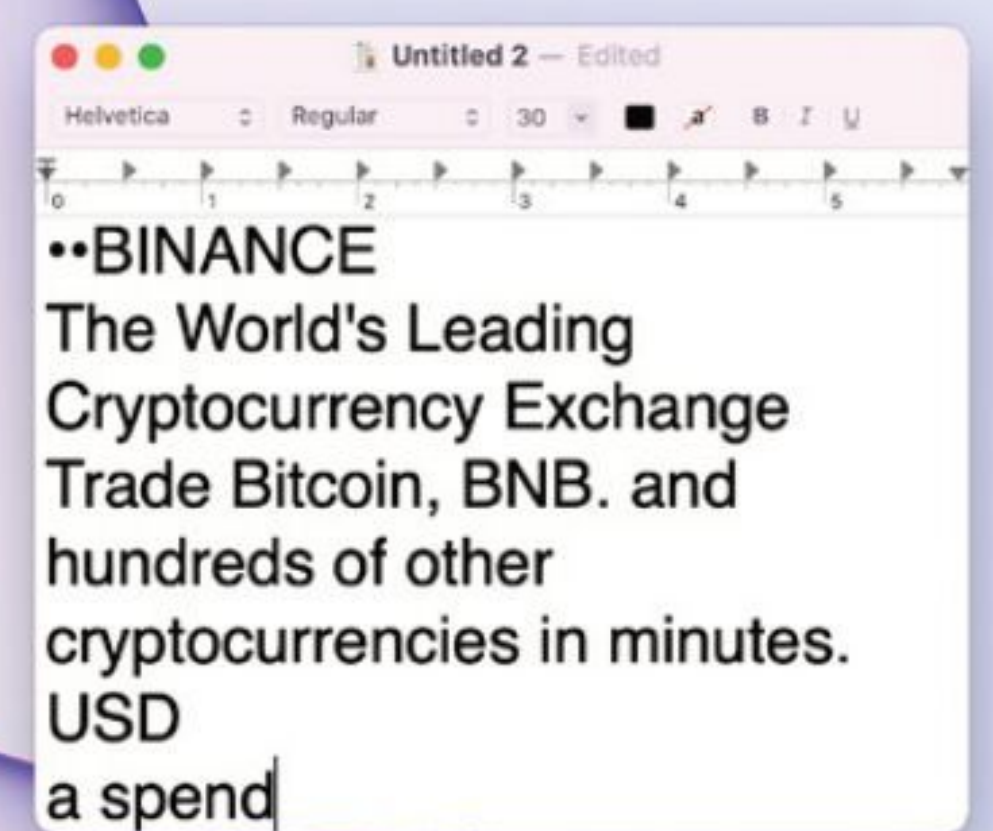 Untitled 2 — Edited
Helvetica Regular 30 a B I U
0 1 2 3 4 5
••BINANCE
The World's Leading
Cryptocurrency Exchange
Trade Bitcoin, BNB. and
hundreds of other
cryptocurrencies in minutes.
USD
a spend